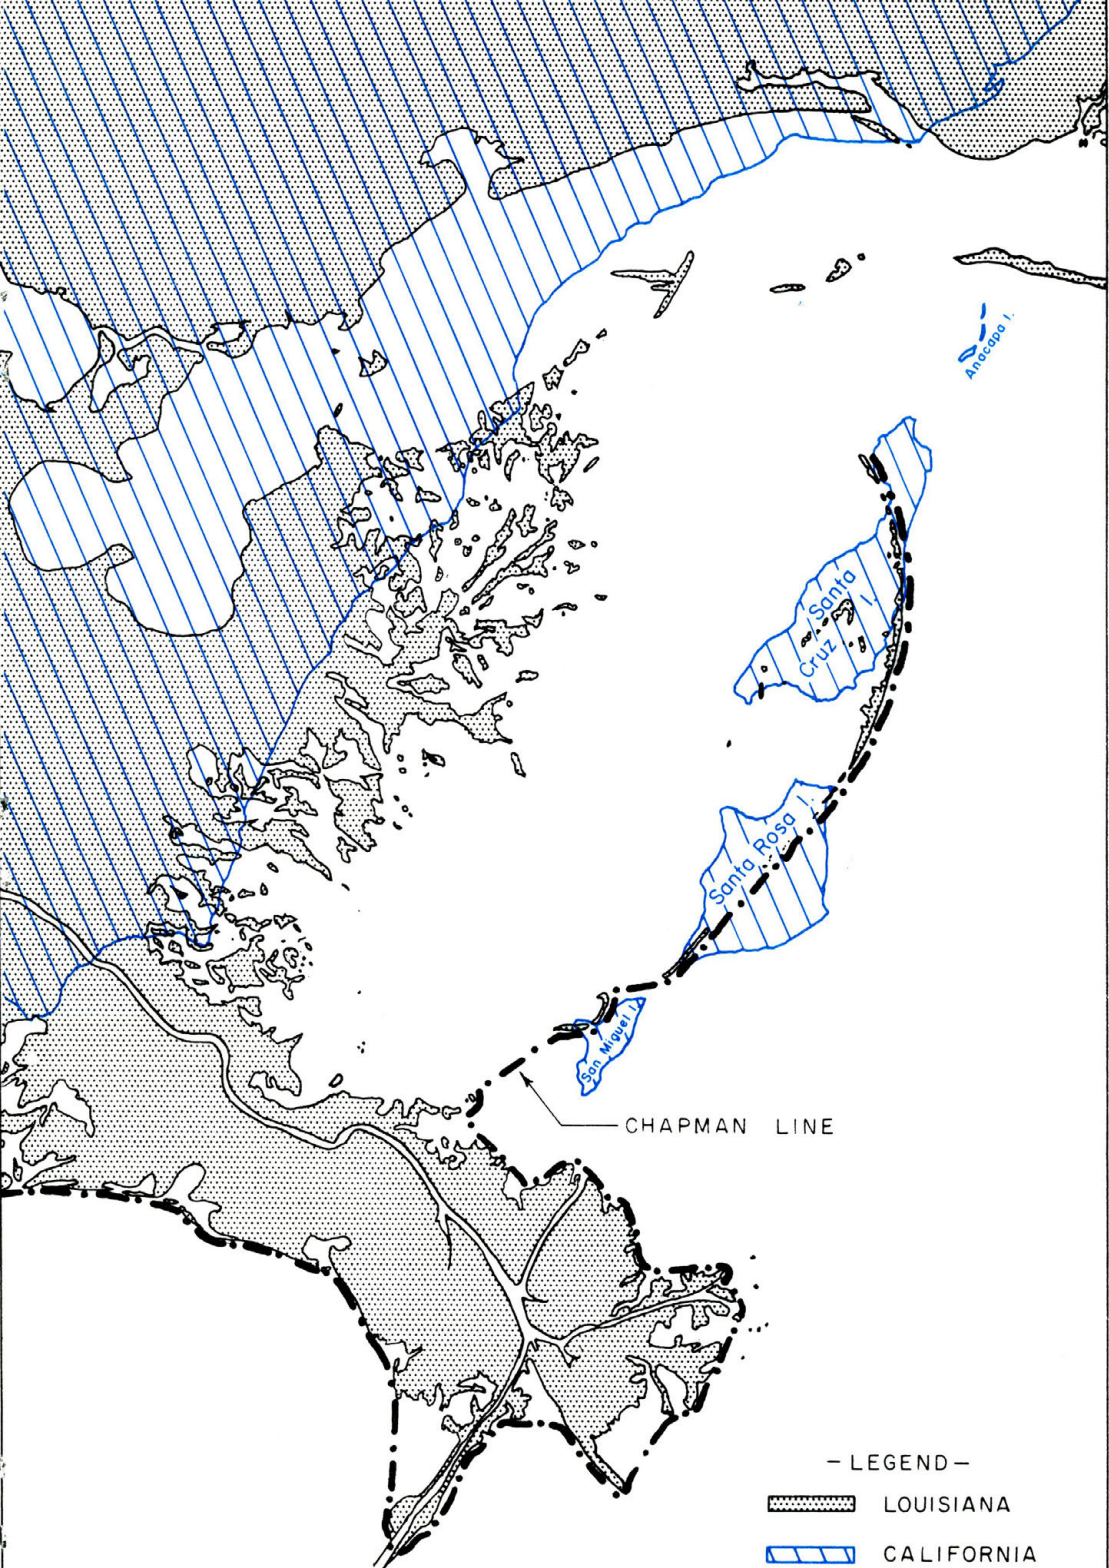 Anacapa I.
Santa
Cruz I.
Santa Rosa I.
San Miguel I.
CHAPMAN LINE
- LEGEND -
LOUISIANA
CALIFORNIA